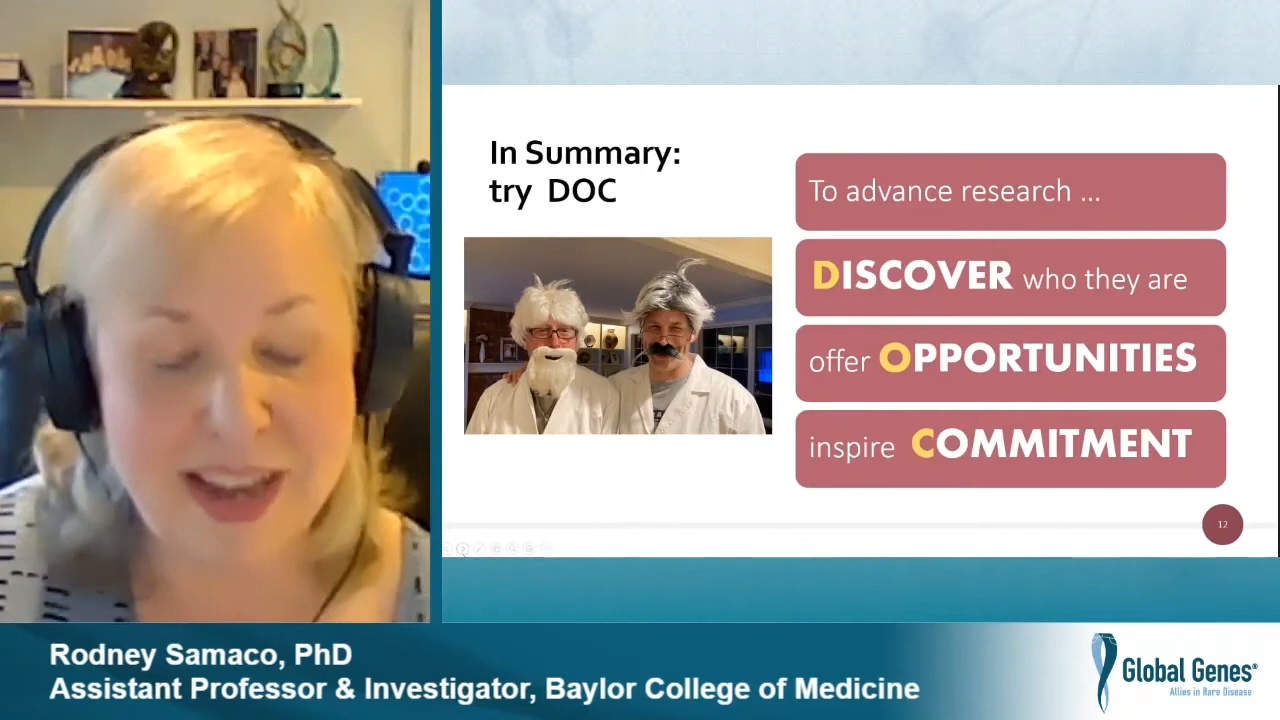 In Summary:
try DOC
To advance research ...
DISCOVER who they are
offer OPPORTUNITIES
inspire COMMITMENT
12
Rodney Samaco, PhD
Assistant Professor & Investigator, Baylor College of Medicine
Global Genes®
Allies in Rare Disease